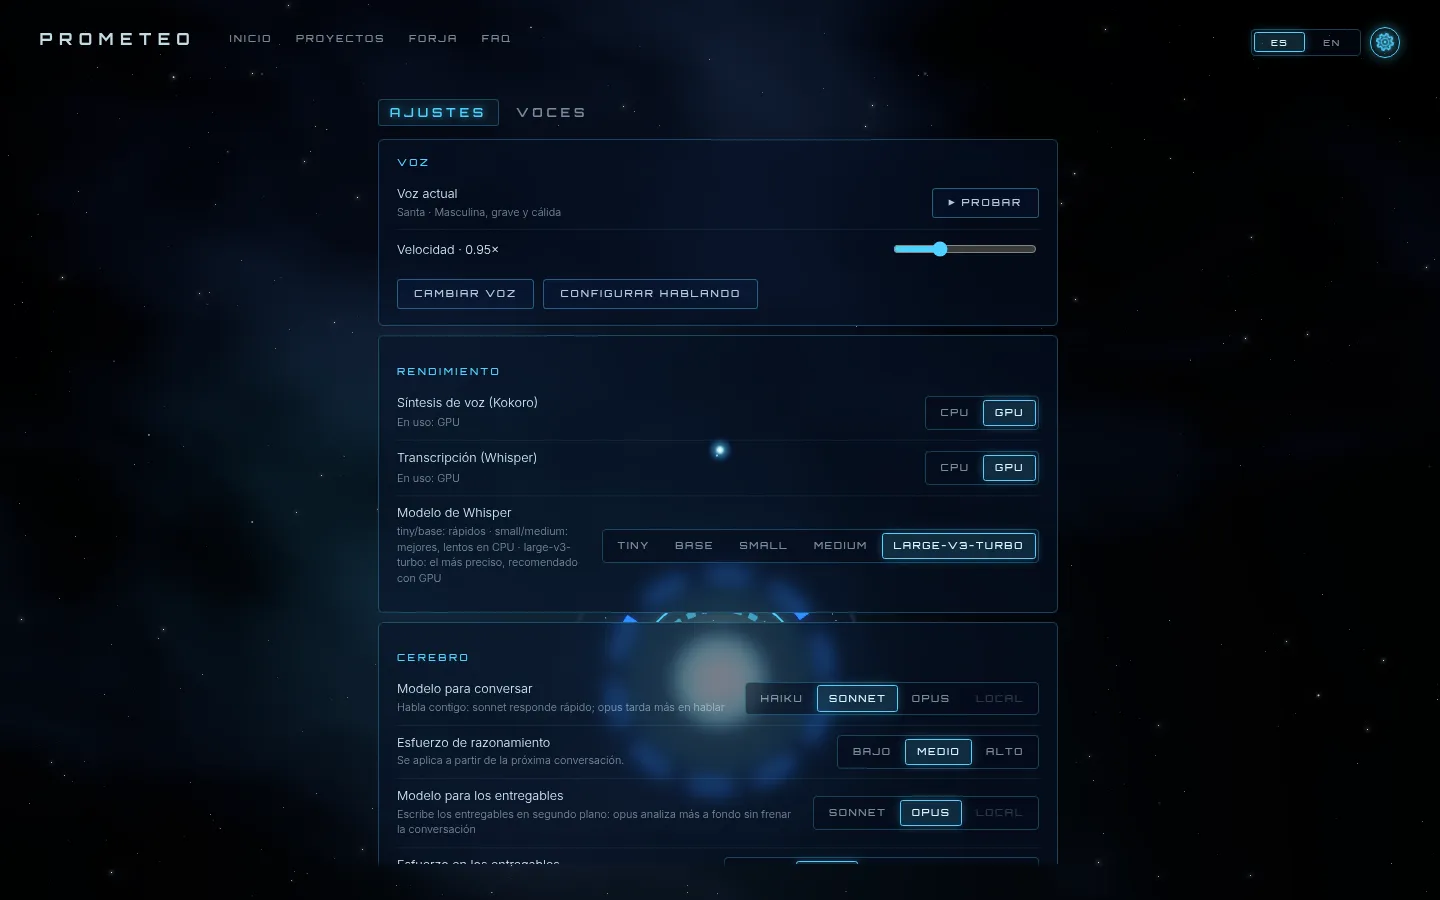 PROMETEO
INICIO PROYECTOS FORJA FAQ
ES EN
AJUSTES VOCES
VOZ
Voz actual
Santa · Masculina, grave y cálida
▶ PROBAR
Velocidad · 0.95×
CAMBIAR VOZ CONFIGURAR HABLANDO
RENDIMIENTO
Síntesis de voz (Kokoro)
En uso: GPU
CPU GPU
Transcripción (Whisper)
En uso: GPU
CPU GPU
Modelo de Whisper
tiny/base: rápidos · small/medium:
mejores, lentos en CPU · large-v3-
turbo: el más preciso, recomendado
con GPU
TINY BASE SMALL MEDIUM LARGE-V3-TURBO
CEREBRO
Modelo para conversar
Habla contigo: sonnet responde rápido; opus tarda más en hablar
HAIKU SONNET OPUS LOCAL
Esfuerzo de razonamiento
Se aplica a partir de la próxima conversación.
BAJO MEDIO ALTO
Modelo para los entregables
Escribe los entregables en segundo plano: opus analiza más a fondo sin frenar
la conversación
SONNET OPUS LOCAL
Esfuerzo en los entregables